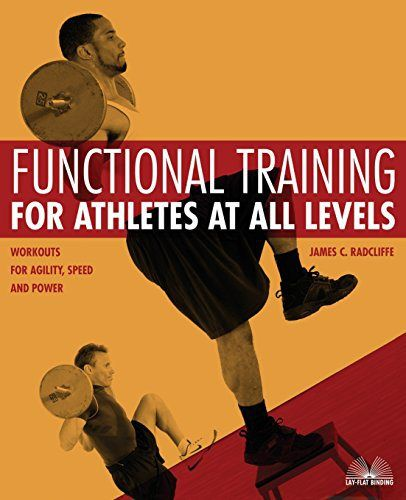 FUNCTIONAL TRAINING
FOR ATHLETES AT ALL LEVELS
WORKOUTS
FOR AGILITY, SPEED
AND POWER
JAMES C. RADCLIFFE
LAY-FLAT BINDING